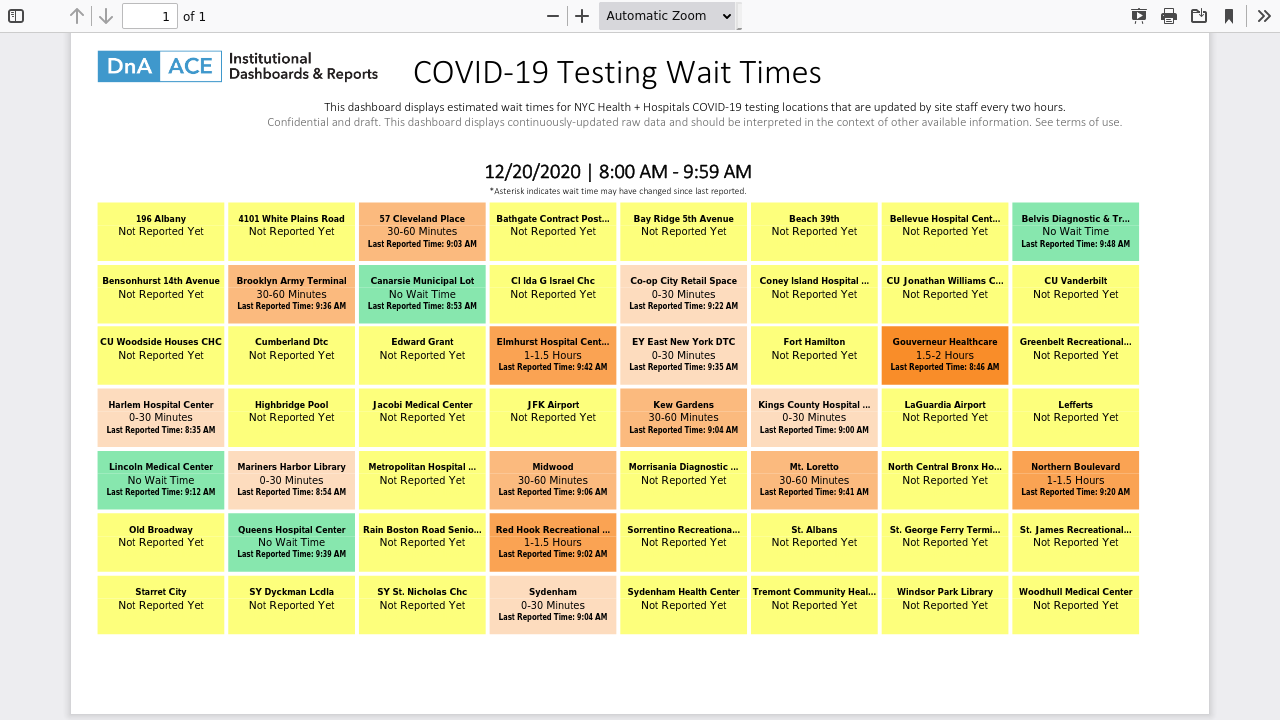 1 of 1
Automatic Zoom
DnA ACE Institutional
Dashboards & Reports
COVID-19 Testing Wait Times
This dashboard displays estimated wait times for NYC Health + Hospitals COVID-19 testing locations that are updated by site staff every two hours.
Confidential and draft. This dashboard displays continuously-updated raw data and should be interpreted in the context of other available information. See terms of use.
12/20/2020 | 8:00 AM - 9:59 AM
*Asterisk indicates wait time may have changed since last reported.
196 Albany
Not Reported Yet
4101 White Plains Road
Not Reported Yet
57 Cleveland Place
30-60 Minutes
Last Reported Time: 9:03 AM
Bathgate Contract Post...
Not Reported Yet
Bay Ridge 5th Avenue
Not Reported Yet
Beach 39th
Not Reported Yet
Bellevue Hospital Cent...
Not Reported Yet
Belvis Diagnostic & Tr...
No Wait Time
Last Reported Time: 9:48 AM
Bensonhurst 14th Avenue
Not Reported Yet
Brooklyn Army Terminal
30-60 Minutes
Last Reported Time: 9:36 AM
Canarsie Municipal Lot
No Wait Time
Last Reported Time: 8:53 AM
CI Ida G Israel Chc
Not Reported Yet
Co-op City Retail Space
0-30 Minutes
Last Reported Time: 9:22 AM
Coney Island Hospital ...
Not Reported Yet
CU Jonathan Williams C...
Not Reported Yet
CU Vanderbilt
Not Reported Yet
CU Woodside Houses CHC
Not Reported Yet
Cumberland Dtc
Not Reported Yet
Edward Grant
Not Reported Yet
Elmhurst Hospital Cent...
1-1.5 Hours
Last Reported Time: 9:42 AM
EY East New York DTC
0-30 Minutes
Last Reported Time: 9:35 AM
Fort Hamilton
Not Reported Yet
Gouverneur Healthcare
1.5-2 Hours
Last Reported Time: 8:46 AM
Greenbelt Recreational...
Not Reported Yet
Harlem Hospital Center
0-30 Minutes
Last Reported Time: 8:35 AM
Highbridge Pool
Not Reported Yet
Jacobi Medical Center
Not Reported Yet
JFK Airport
Not Reported Yet
Kew Gardens
30-60 Minutes
Last Reported Time: 9:04 AM
Kings County Hospital ...
0-30 Minutes
Last Reported Time: 9:00 AM
LaGuardia Airport
Not Reported Yet
Lefferts
Not Reported Yet
Lincoln Medical Center
No Wait Time
Last Reported Time: 9:12 AM
Mariners Harbor Library
0-30 Minutes
Last Reported Time: 8:54 AM
Metropolitan Hospital ...
Not Reported Yet
Midwood
30-60 Minutes
Last Reported Time: 9:06 AM
Morrisania Diagnostic ...
Not Reported Yet
Mt. Loretto
30-60 Minutes
Last Reported Time: 9:41 AM
North Central Bronx Ho...
Not Reported Yet
Northern Boulevard
1-1.5 Hours
Last Reported Time: 9:20 AM
Old Broadway
Not Reported Yet
Queens Hospital Center
No Wait Time
Last Reported Time: 9:39 AM
Rain Boston Road Senio...
Not Reported Yet
Red Hook Recreational ...
1-1.5 Hours
Last Reported Time: 9:02 AM
Sorrentino Recreationa...
Not Reported Yet
St. Albans
Not Reported Yet
St. George Ferry Termi...
Not Reported Yet
St. James Recreational...
Not Reported Yet
Starret City
Not Reported Yet
SY Dyckman Lcdla
Not Reported Yet
SY St. Nicholas Chc
Not Reported Yet
Sydenham
0-30 Minutes
Last Reported Time: 9:04 AM
Sydenham Health Center
Not Reported Yet
Tremont Community Heal...
Not Reported Yet
Windsor Park Library
Not Reported Yet
Woodhull Medical Center
Not Reported Yet